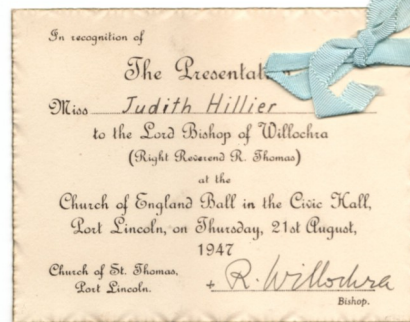 In recognition of
The Presentat
Miss Judith Hillier
to the Lord Bishop of Willochra
(Right Reverend R. Thomas)
at the
Church of England Ball in the Civic Hall,
Port Lincoln, on Thursday, 21st August,
1947
Church of St. Thomas,
Port Lincoln.
+ R. Willochra
Bishop.